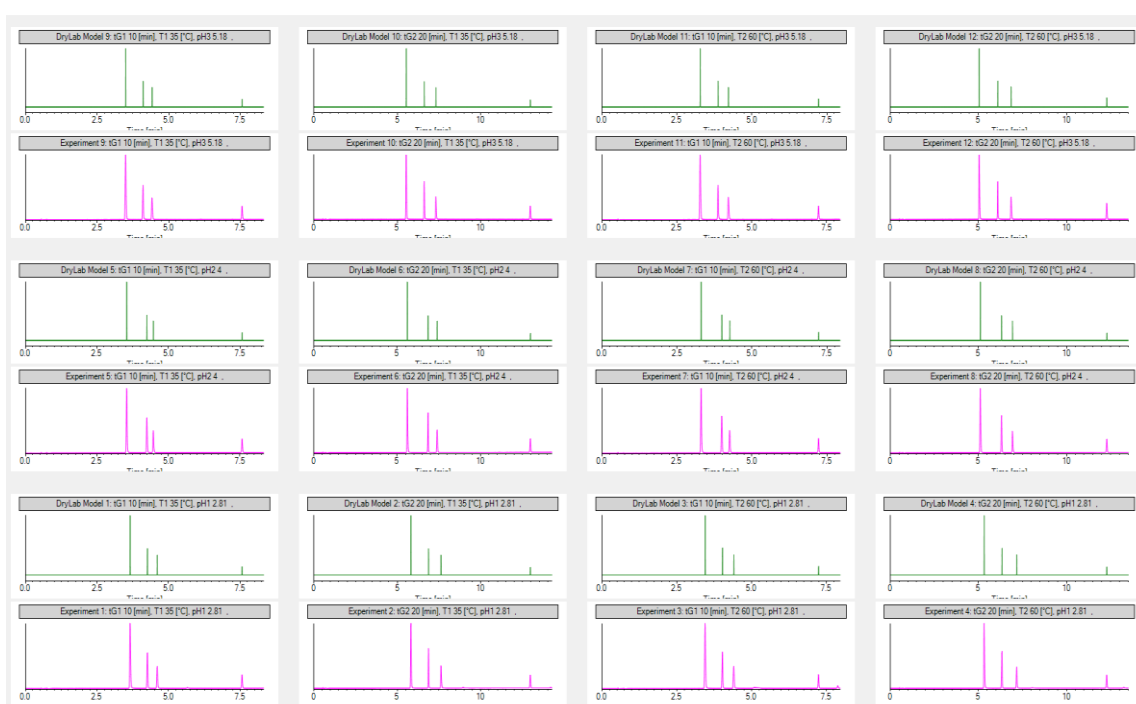 DryLab Model 9: tG1 10 [min], T1 35 [°C], pH3 5.18 .
DryLab Model 10: tG2 20 [min], T1 35 [°C], pH3 5.18 .
DryLab Model 11: tG1 10 [min], T2 60 [°C], pH3 5.18 .
DryLab Model 12: tG2 20 [min], T2 60 [°C], pH3 5.18 .
0.0 2.5 5.0 7.5
0 5 10
0.0 2.5 5.0 7.5
0 5 10
Experiment 9: tG1 10 [min], T1 35 [°C], pH3 5.18 .
Experiment 10: tG2 20 [min], T1 35 [°C], pH3 5.18 .
Experiment 11: tG1 10 [min], T2 60 [°C], pH3 5.18 .
Experiment 12: tG2 20 [min], T2 60 [°C], pH3 5.18 .
0.0 2.5 5.0 7.5
0 5 10
0.0 2.5 5.0 7.5
0 5 10
DryLab Model 5: tG1 10 [min], T1 35 [°C], pH2 4 .
DryLab Model 6: tG2 20 [min], T1 35 [°C], pH2 4 .
DryLab Model 7: tG1 10 [min], T2 60 [°C], pH2 4 .
DryLab Model 8: tG2 20 [min], T2 60 [°C], pH2 4 .
0.0 2.5 5.0 7.5
0 5 10
0.0 2.5 5.0 7.5
0 5 10
Experiment 5: tG1 10 [min], T1 35 [°C], pH2 4 .
Experiment 6: tG2 20 [min], T1 35 [°C], pH2 4 .
Experiment 7: tG1 10 [min], T2 60 [°C], pH2 4 .
Experiment 8: tG2 20 [min], T2 60 [°C], pH2 4 .
0.0 2.5 5.0 7.5
0 5 10
0.0 2.5 5.0 7.5
0 5 10
DryLab Model 1: tG1 10 [min], T1 35 [°C], pH1 2.81 .
DryLab Model 2: tG2 20 [min], T1 35 [°C], pH1 2.81 .
DryLab Model 3: tG1 10 [min], T2 60 [°C], pH1 2.81 .
DryLab Model 4: tG2 20 [min], T2 60 [°C], pH1 2.81 .
0.0 2.5 5.0 7.5
0 5 10
0.0 2.5 5.0 7.5
0 5 10
Experiment 1: tG1 10 [min], T1 35 [°C], pH1 2.81 .
Experiment 2: tG2 20 [min], T1 35 [°C], pH1 2.81 .
Experiment 3: tG1 10 [min], T2 60 [°C], pH1 2.81 .
Experiment 4: tG2 20 [min], T2 60 [°C], pH1 2.81 .
0.0 2.5 5.0 7.5
0 5 10
0.0 2.5 5.0 7.5
0 5 10